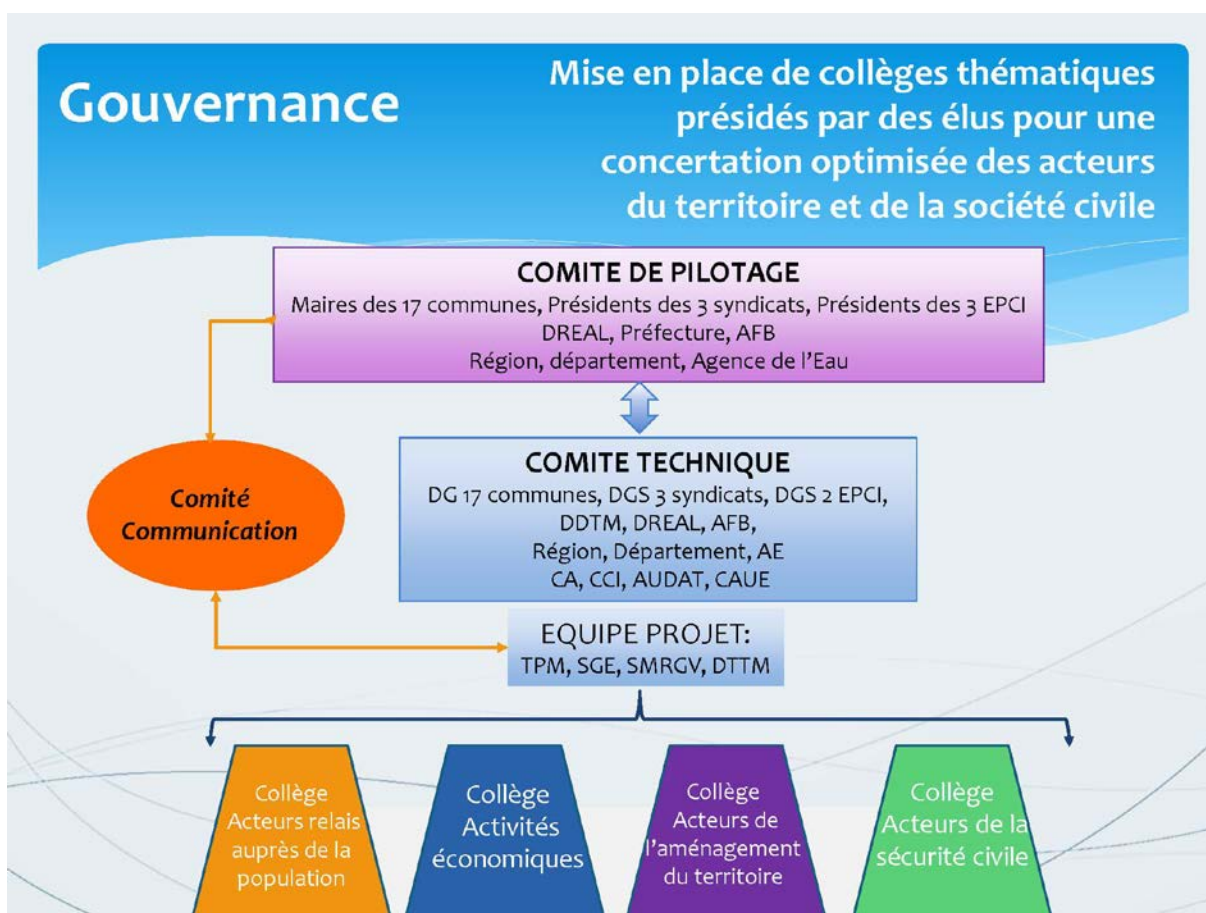 Gouvernance
Mise en place de collèges thématiques
présidés par des élus pour une
concertation optimisée des acteurs
du territoire et de la société civile
COMITE DE PILOTAGE
Maires des 17 communes, Présidents des 3 syndicats, Présidents des 3 EPCI
DREAL, Préfecture, AFB
Région, département, Agence de l'Eau
COMITE TECHNIQUE
DG 17 communes, DGS 3 syndicats, DGS 2 EPCI,
DDTM, DREAL, AFB,
Région, Département, AE
CA, CCI, AUDAT, CAUE
Comité
Communication
EQUIPE PROJET:
TPM, SGE, SMRGV, DTTM
Collège
Acteurs relais
auprès de la
population
Collège
Activités
économiques
Collège
Acteurs de
l'aménagement
du territoire
Collège
Acteurs de la
sécurité civile